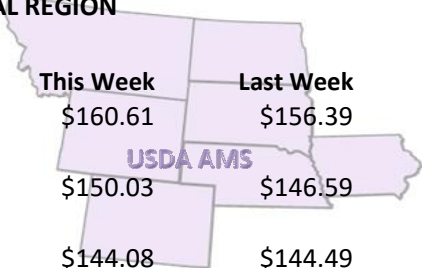 AL REGION
This Week Last Week
$160.61 $156.39
USDA AMS
$150.03 $146.59
$144.08 $144.49